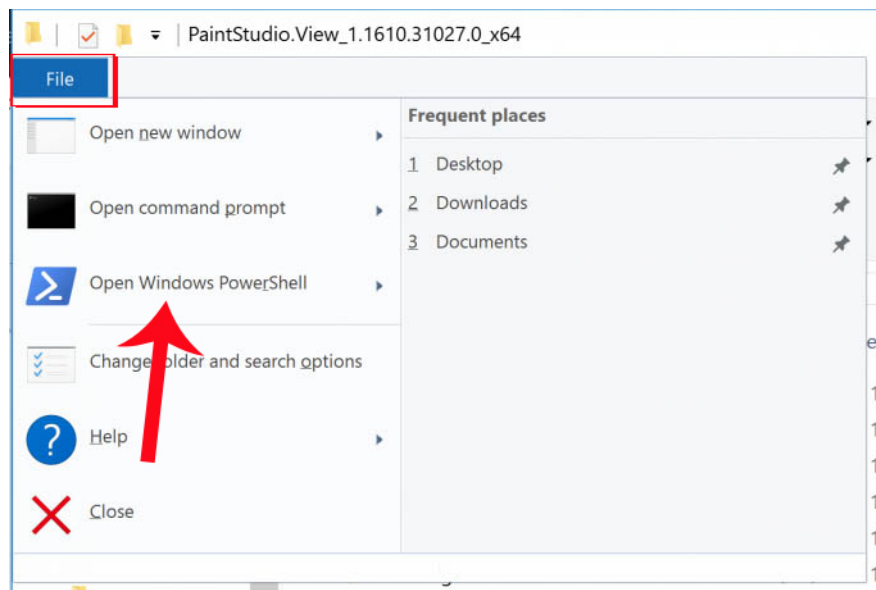 PaintStudio.View_1.1610.31027.0_x64
File
Open new window
Open command prompt
Open Windows PowerShell
Change folder and search options
Help
Close
Frequent places
1 Desktop
2 Downloads
3 Documents